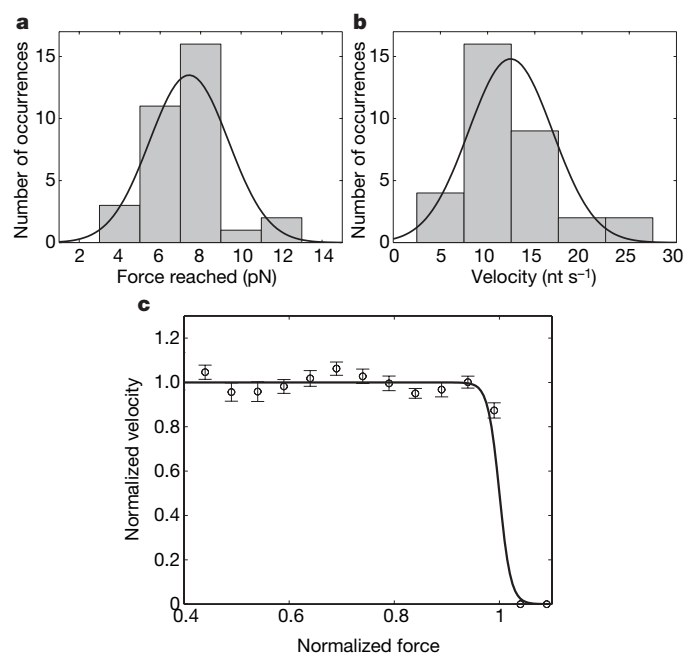 a
b
15
10
5
0
Number of occurrences
2 4 6 8 10 12 14
Force reached (pN)
15
10
5
0
Number of occurrences
0 5 10 15 20 25 30
Velocity (nt s⁻¹)
c
1.2
1.0
0.8
0.6
0.4
0.2
0
Normalized velocity
0.4 0.6 0.8 1
Normalized force